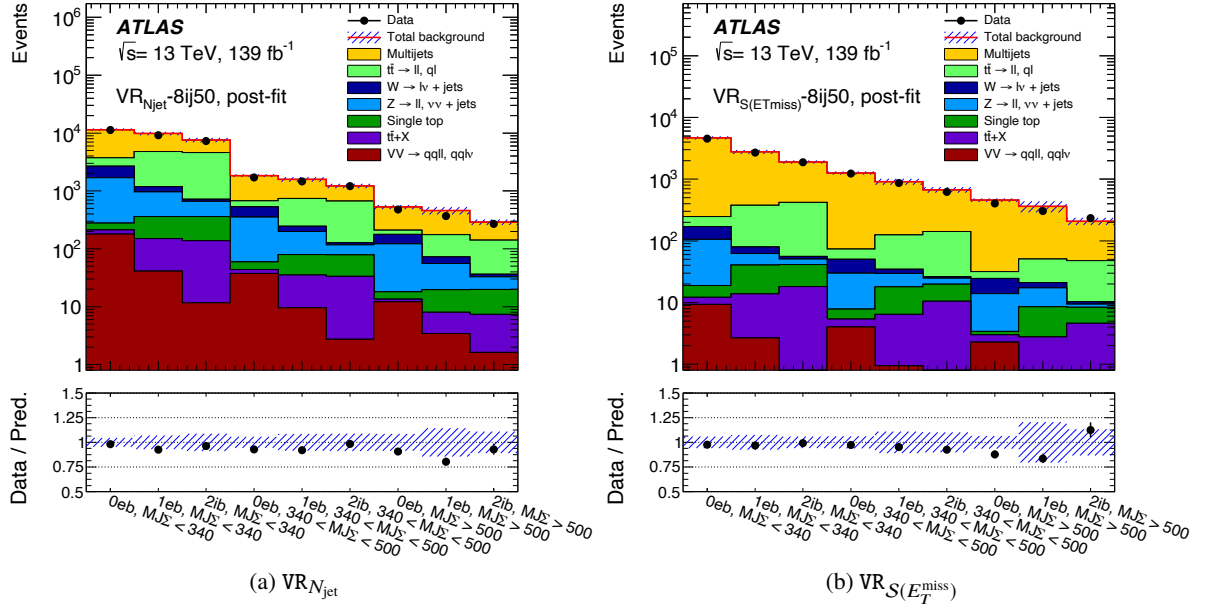 Events
10⁶
10⁵
10⁴
10³
10²
10
1
ATLAS
√s= 13 TeV, 139 fb⁻¹
VR_Njet-8ij50, post-fit
Data
Total background
Multijets
tt̄ → ll, ql
W → lν + jets
Z → ll, νν + jets
Single top
tt̄+X
VV → qqll, qqlν
Data / Pred.
1.5
1.25
1
0.75
0.5
0eb, MJΣ < 340
1eb, MJΣ < 340
2ib, MJΣ < 340
0eb, 340 < MJΣ < 500
1eb, 340 < MJΣ < 500
2ib, 340 < MJΣ < 500
0eb, MJΣ > 500
1eb, MJΣ > 500
2ib, MJΣ > 500
(a) VR_N_jet
Events
10⁶
10⁵
10⁴
10³
10²
10
1
ATLAS
√s= 13 TeV, 139 fb⁻¹
VR_S(ETmiss)-8ij50, post-fit
Data
Total background
Multijets
tt̄ → ll, ql
W → lν + jets
Z → ll, νν + jets
Single top
tt̄+X
VV → qqll, qqlν
Data / Pred.
1.5
1.25
1
0.75
0.5
0eb, MJΣ < 340
1eb, MJΣ < 340
2ib, MJΣ < 340
0eb, 340 < MJΣ < 500
1eb, 340 < MJΣ < 500
2ib, 340 < MJΣ < 500
0eb, MJΣ > 500
1eb, MJΣ > 500
2ib, MJΣ > 500
(b) VR_S(E_T^miss)